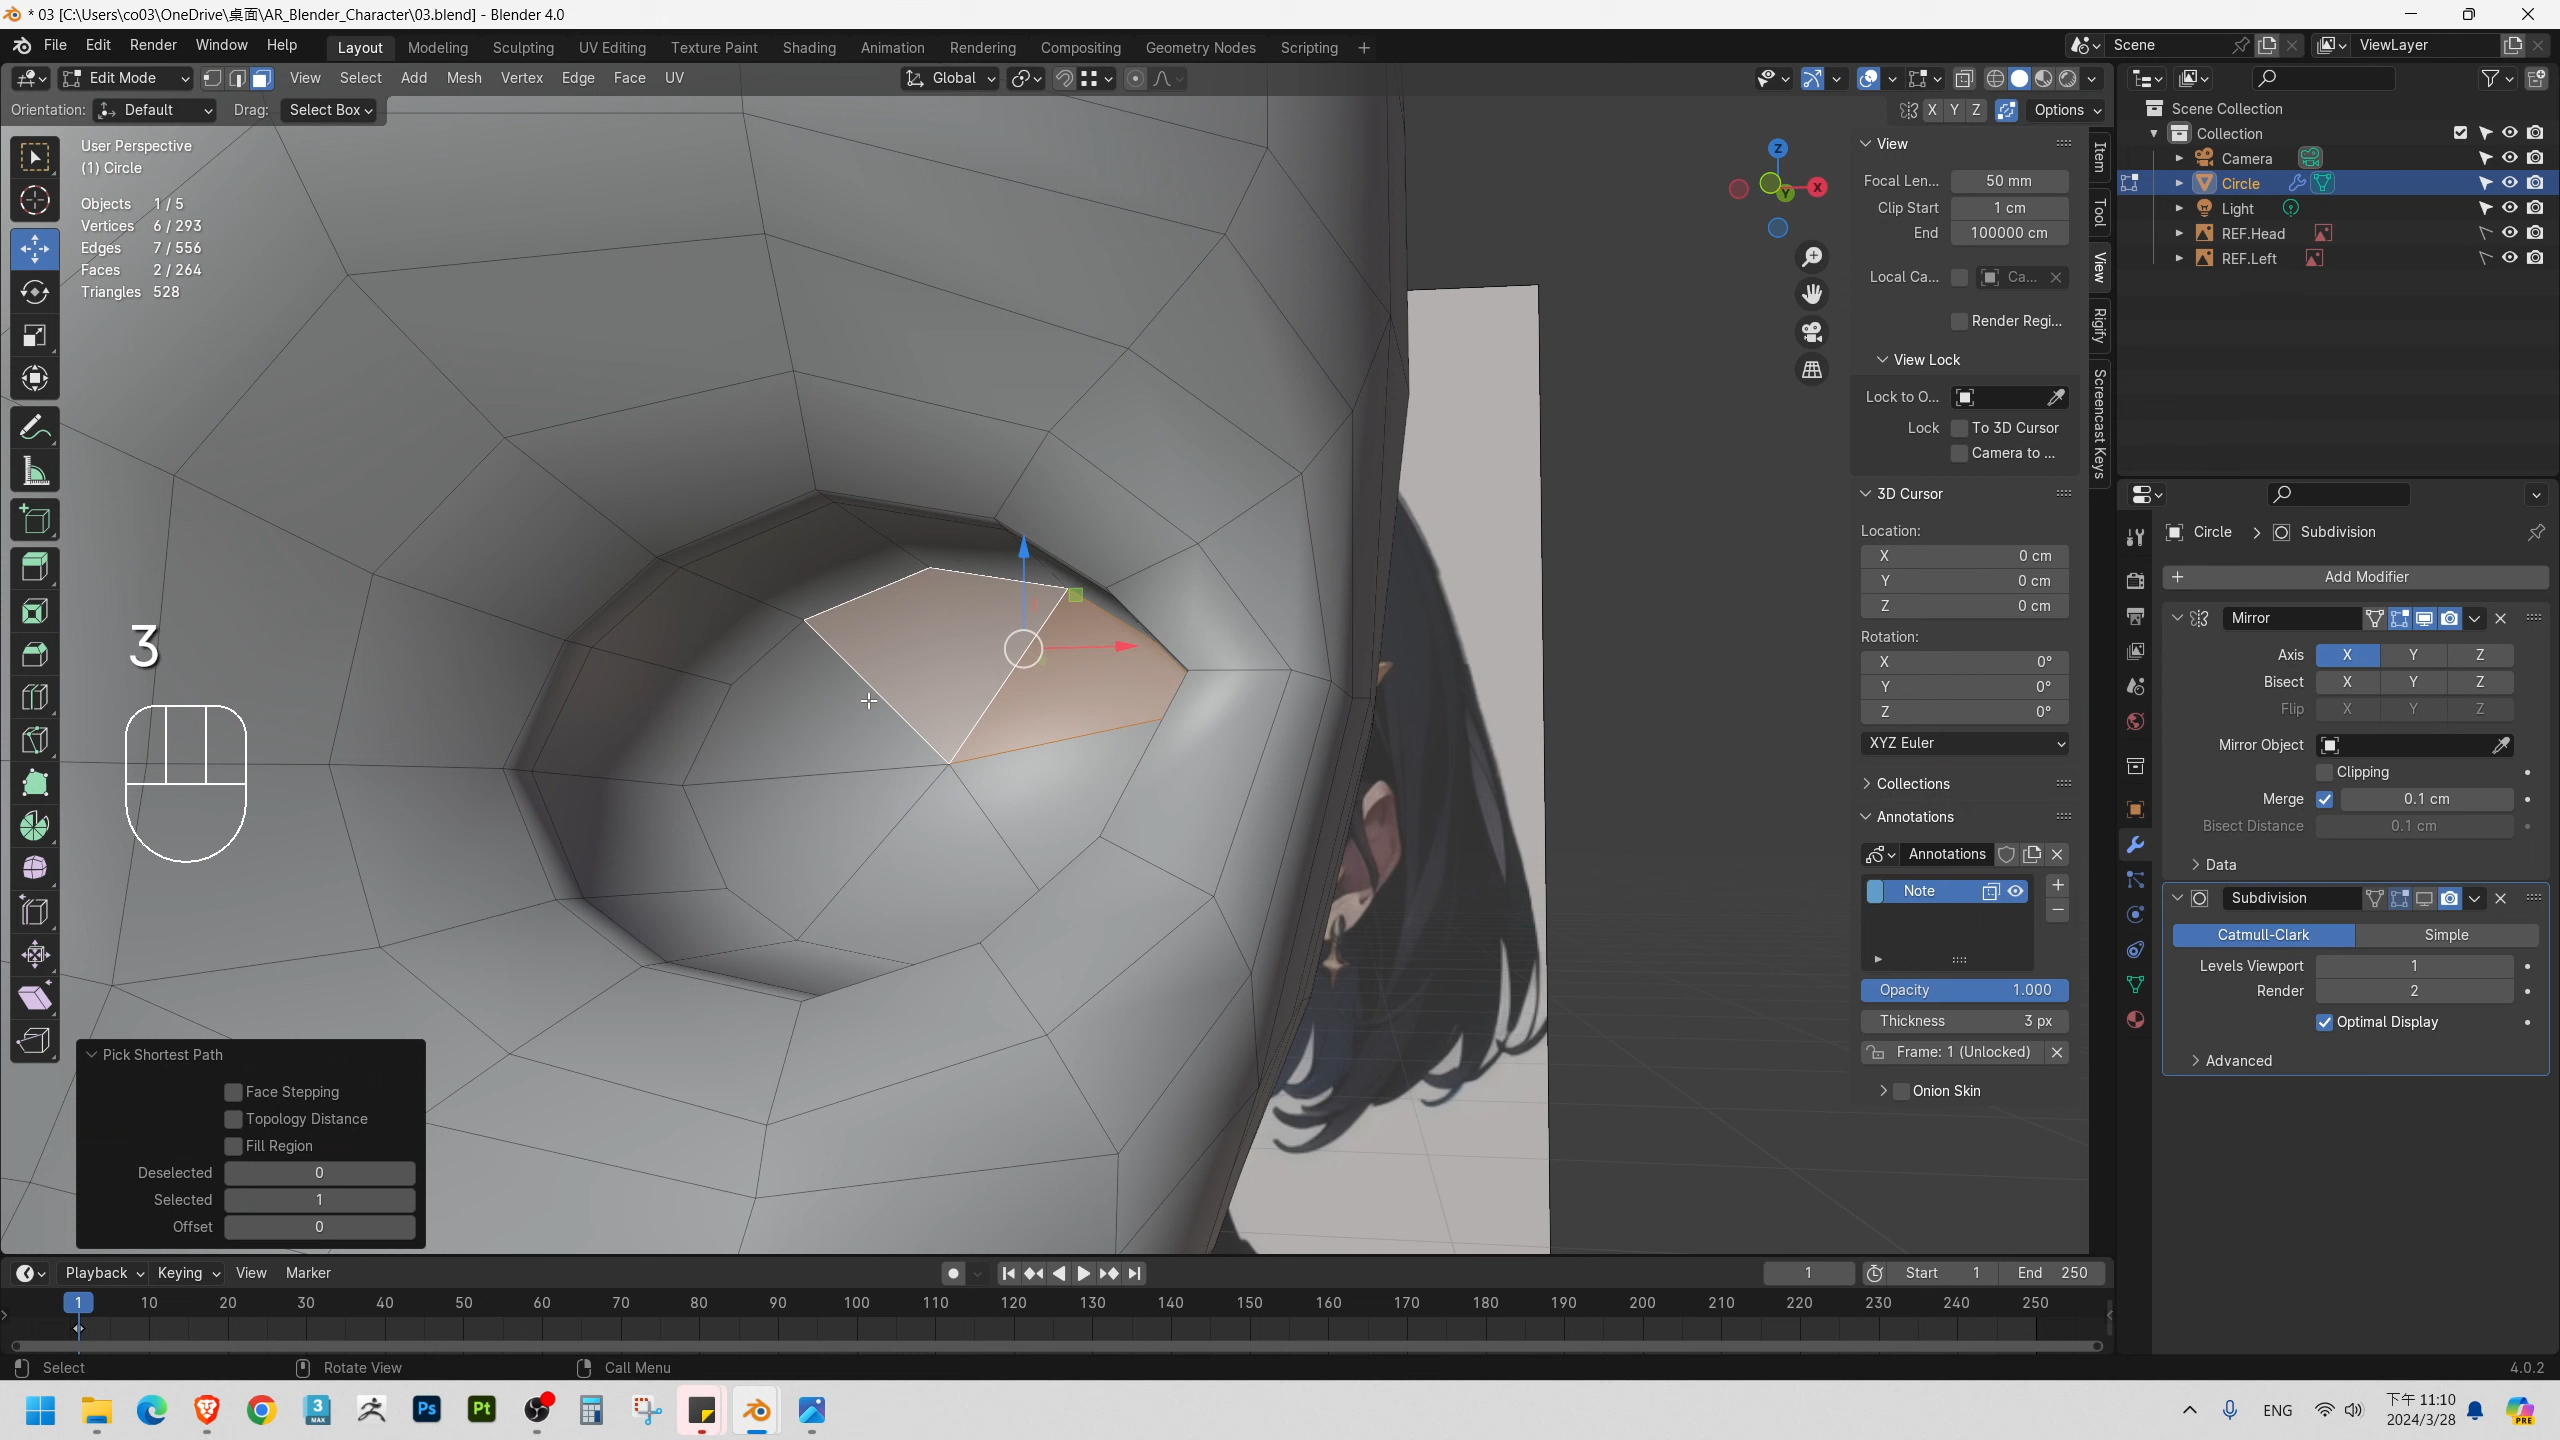 * 03 [C:\Users\co03\OneDrive\桌面\AR_Blender_Character\03.blend] - Blender 4.0
File Edit Render Window Help
Layout Modeling Sculpting UV Editing Texture Paint Shading Animation Rendering Compositing Geometry Nodes Scripting +
Scene
ViewLayer
Edit Mode
View Select Add Mesh Vertex Edge Face UV
Global
Orientation: Default Drag: Select Box
X Y Z Options
User Perspective
(1) Circle
Objects 1 / 5
Vertices 6 / 293
Edges 7 / 556
Faces 2 / 264
Triangles 528
3
Z
X
Y
View
Focal Len... 50 mm
Clip Start 1 cm
End 100000 cm
Local Ca... Ca...
Render Regi...
View Lock
Lock to O...
Lock To 3D Cursor
Camera to ...
3D Cursor
Location:
X 0 cm
Y 0 cm
Z 0 cm
Rotation:
X 0°
Y 0°
Z 0°
XYZ Euler
Collections
Annotations
Annotations
Note
Opacity 1.000
Thickness 3 px
Frame: 1 (Unlocked)
Onion Skin
Item
Tool
View
Rigify
Screencast Keys
Scene Collection
Collection
Camera
Circle
Light
REF.Head
REF.Left
Circle > Subdivision
Add Modifier
Mirror
Axis X Y Z
Bisect X Y Z
Flip X Y Z
Mirror Object
Clipping
Merge 0.1 cm
Bisect Distance 0.1 cm
Data
Subdivision
Catmull-Clark Simple
Levels Viewport 1
Render 2
Optimal Display
Advanced
Pick Shortest Path
Face Stepping
Topology Distance
Fill Region
Deselected 0
Selected 1
Offset 0
Playback Keying View Marker
1 Start 1 End 250
1 10 20 30 40 50 60 70 80 90 100 110 120 130 140 150 160 170 180 190 200 210 220 230 240 250
Select Rotate View Call Menu 4.0.2
3
MAX
Ps
Pt
ENG
下午 11:10
2024/3/28
PRE